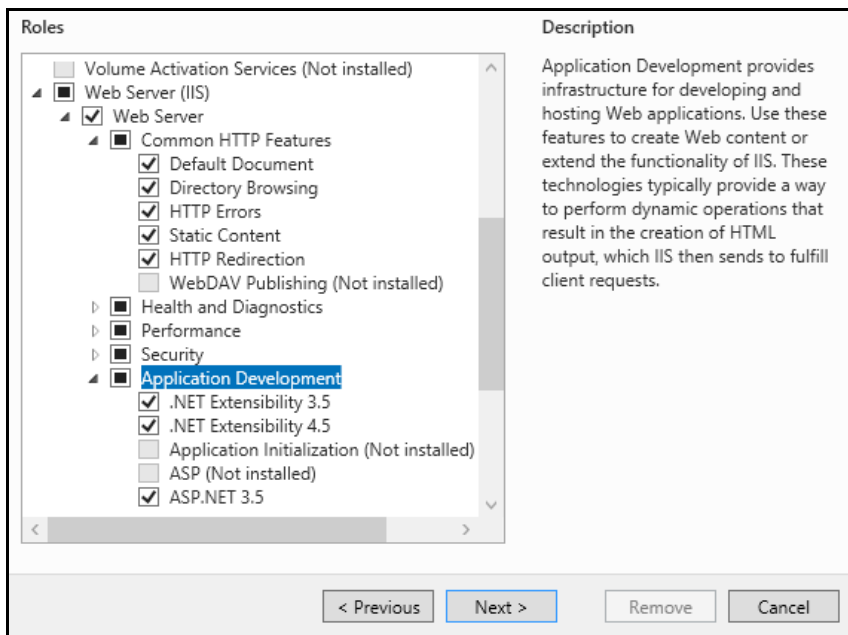 Roles
Volume Activation Services (Not installed)
Web Server (IIS)
Web Server
Common HTTP Features
Default Document
Directory Browsing
HTTP Errors
Static Content
HTTP Redirection
WebDAV Publishing (Not installed)
Health and Diagnostics
Performance
Security
Application Development
.NET Extensibility 3.5
.NET Extensibility 4.5
Application Initialization (Not installed)
ASP (Not installed)
ASP.NET 3.5
Description
Application Development provides
infrastructure for developing and
hosting Web applications. Use these
features to create Web content or
extend the functionality of IIS. These
technologies typically provide a way
to perform dynamic operations that
result in the creation of HTML
output, which IIS then sends to fulfill
client requests.
< Previous
Next >
Remove
Cancel